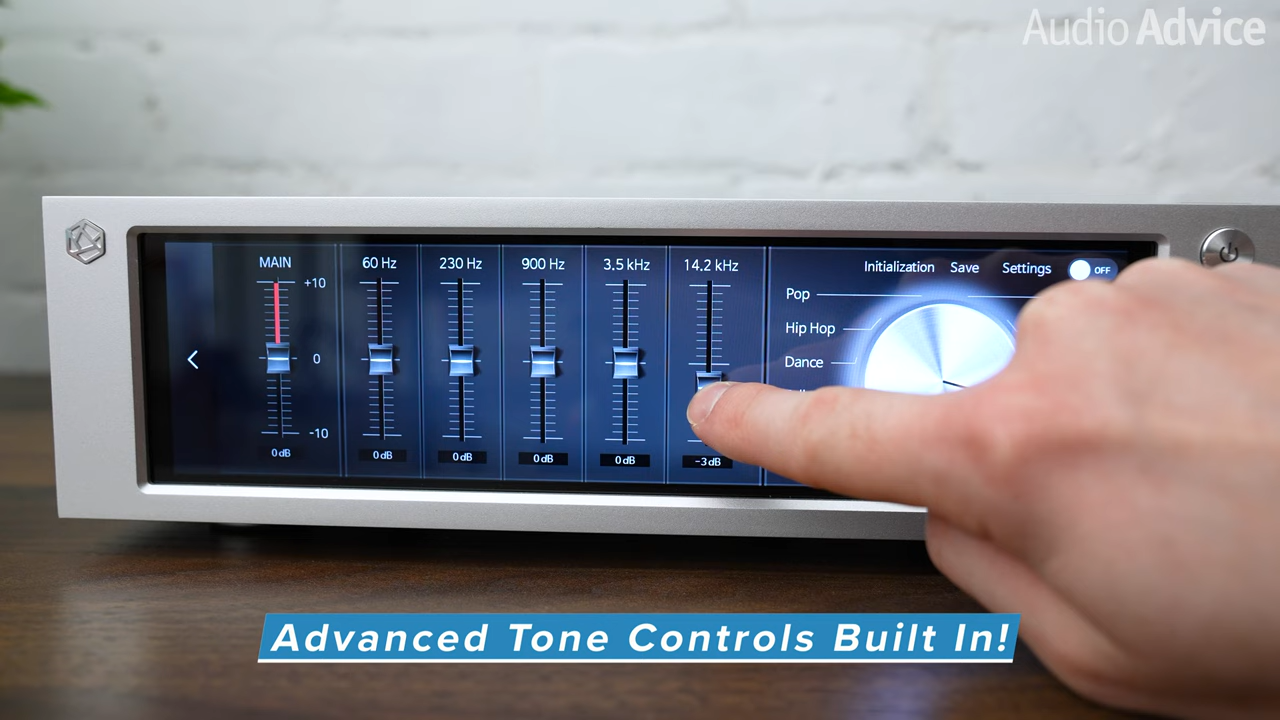 Audio Advice
MAIN
+10
0
-10
0 dB
60 Hz
0 dB
230 Hz
0 dB
900 Hz
0 dB
3.5 kHz
0 dB
14.2 kHz
-3 dB
Initialization Save Settings OFF
Pop
Hip Hop
Dance
Advanced Tone Controls Built In!